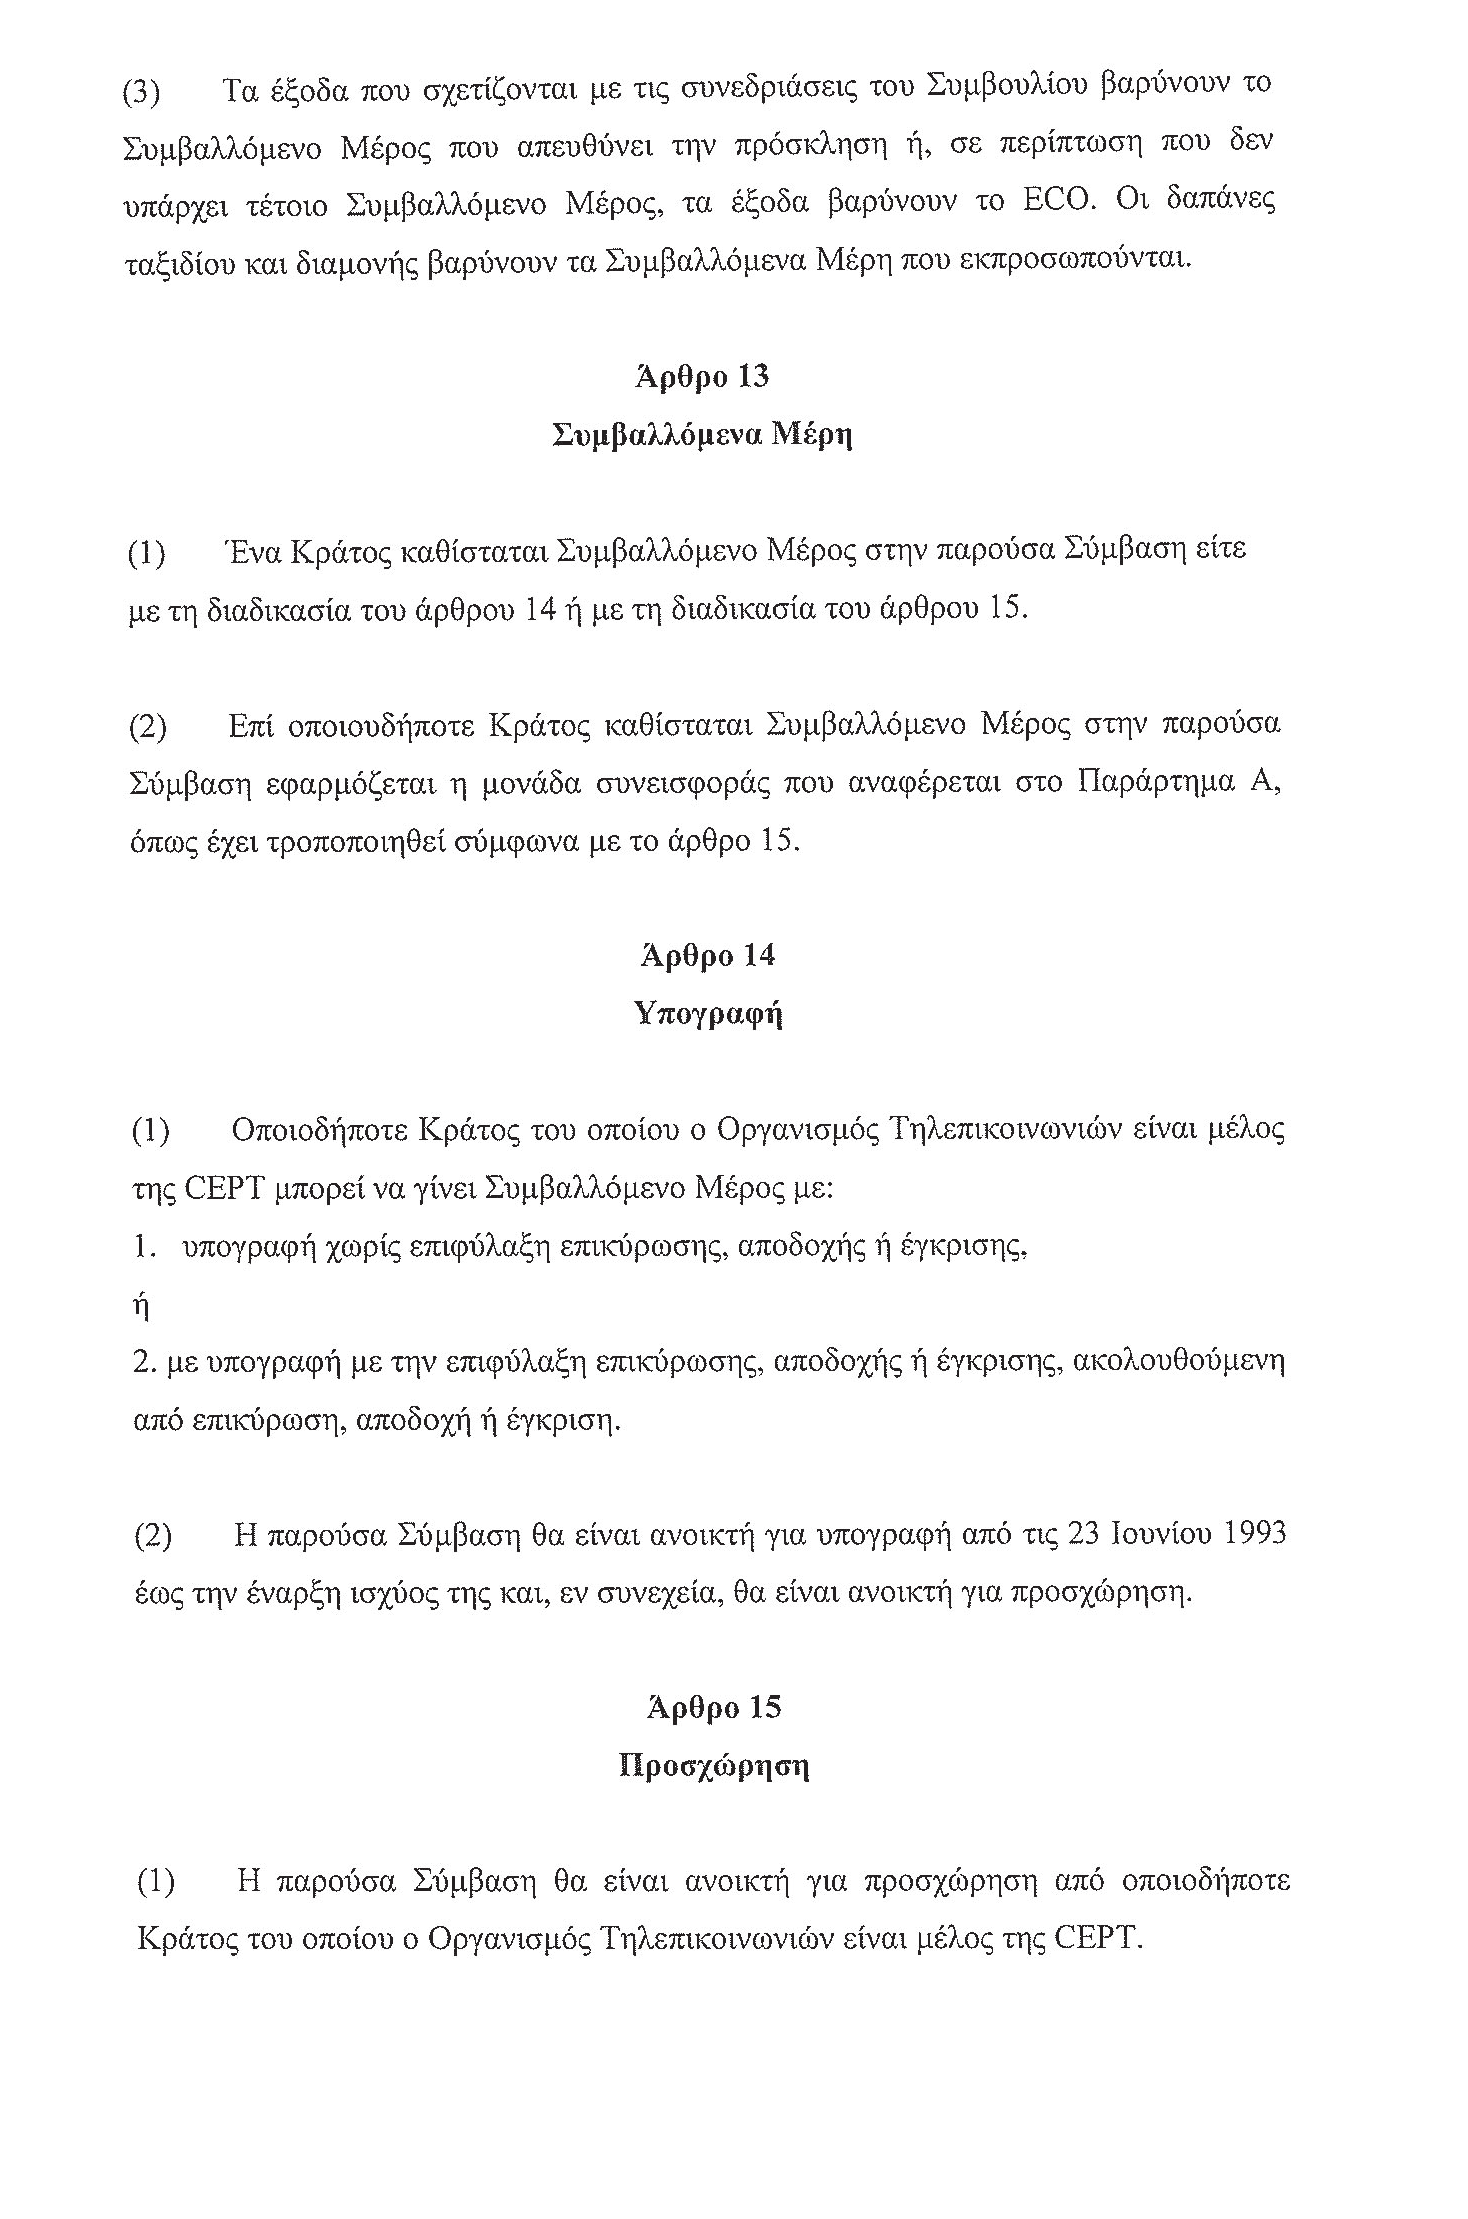 (3) Τα έξοδα που σχετίζονται με τις συνεδριάσεις του Συμβουλίου βαρύνουν το
Συμβαλλόμενο Μέρος που απευθύνει την πρόσκληση ή, σε περίπτωση που δεν
υπάρχει τέτοιο Συμβαλλόμενο Μέρος, τα έξοδα βαρύνουν το ECO. Οι δαπάνες
ταξιδίου και διαμονής βαρύνουν τα Συμβαλλόμενα Μέρη που εκπροσωπούνται.
Άρθρο 13
Συμβαλλόμενα Μέρη
(1) Ένα Κράτος καθίσταται Συμβαλλόμενο Μέρος στην παρούσα Σύμβαση είτε
με τη διαδικασία του άρθρου 14 ή με τη διαδικασία του άρθρου 15.
(2) Επί οποιουδήποτε Κράτος καθίσταται Συμβαλλόμενο Μέρος στην παρούσα
Σύμβαση εφαρμόζεται η μονάδα συνεισφοράς που αναφέρεται στο Παράρτημα Α,
όπως έχει τροποποιηθεί σύμφωνα με το άρθρο 15.
Άρθρο 14
Υπογραφή
(1) Οποιοδήποτε Κράτος του οποίου ο Οργανισμός Τηλεπικοινωνιών είναι μέλος
της CEPT μπορεί να γίνει Συμβαλλόμενο Μέρος με:
1. υπογραφή χωρίς επιφύλαξη επικύρωσης, αποδοχής ή έγκρισης,
ή
2. με υπογραφή με την επιφύλαξη επικύρωσης, αποδοχής ή έγκρισης, ακολουθούμενη
από επικύρωση, αποδοχή ή έγκριση.
(2) Η παρούσα Σύμβαση θα είναι ανοικτή για υπογραφή από τις 23 Ιουνίου 1993
έως την έναρξη ισχύος της και, εν συνεχεία, θα είναι ανοικτή για προσχώρηση.
Άρθρο 15
Προσχώρηση
(1) Η παρούσα Σύμβαση θα είναι ανοικτή για προσχώρηση από οποιοδήποτε
Κράτος του οποίου ο Οργανισμός Τηλεπικοινωνιών είναι μέλος της CEPT.